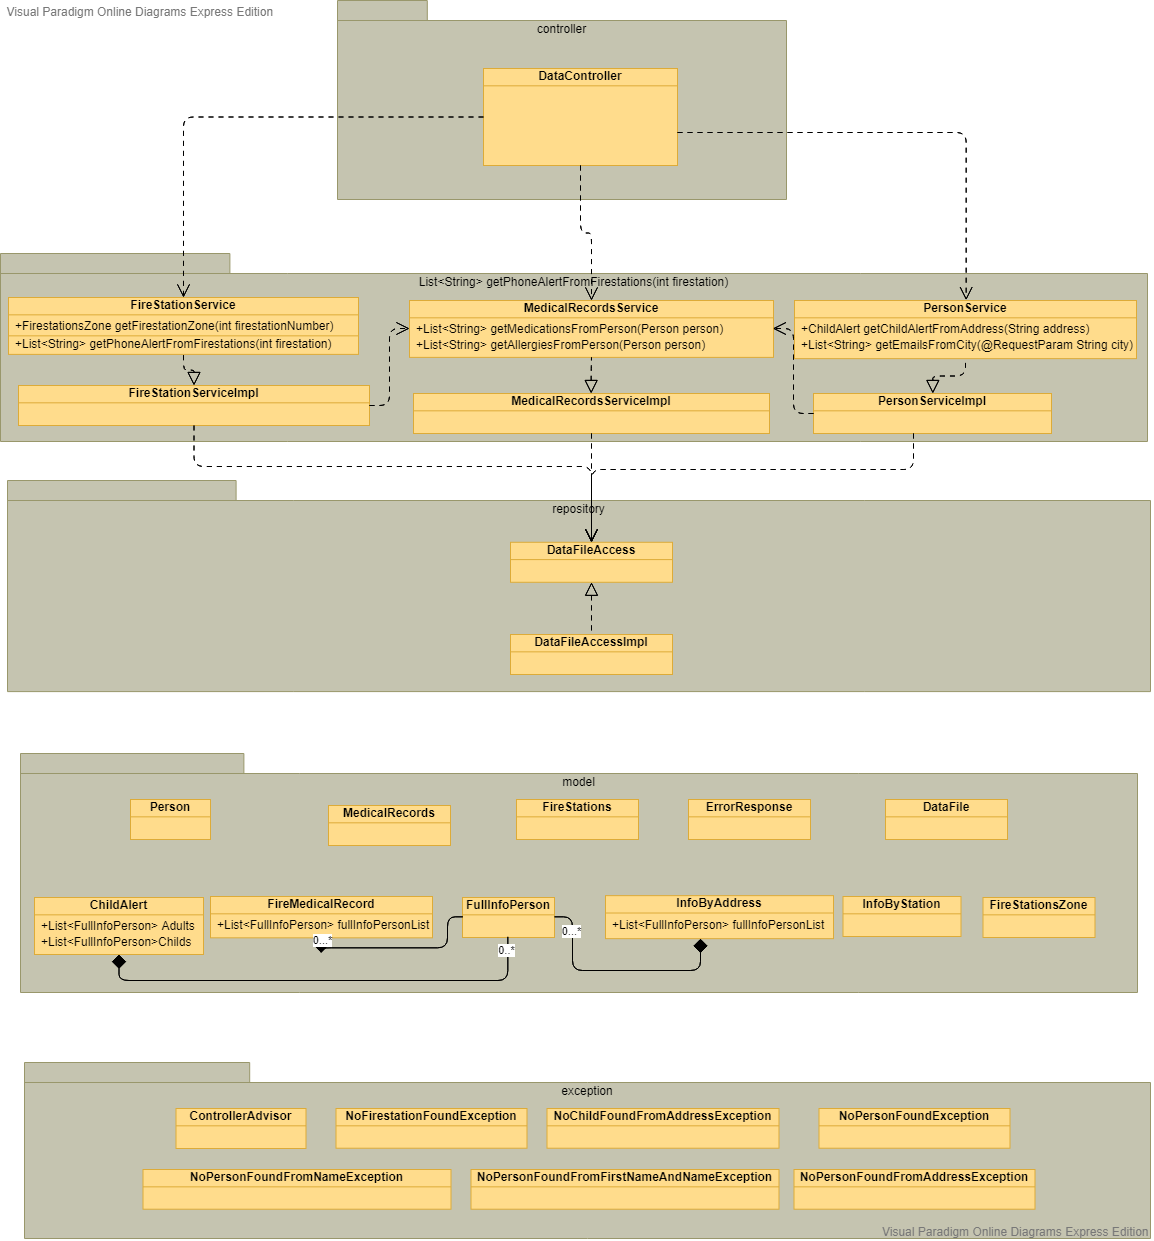 Visual Paradigm Online Diagrams Express Edition
controller
DataController
List<String> getPhoneAlertFromFirestations(int firestation)
FireStationService
+FirestationsZone getFirestationZone(int firestationNumber)
+List<String> getPhoneAlertFromFirestations(int firestation)
MedicalRecordsService
+List<String> getMedicationsFromPerson(Person person)
+List<String> getAllergiesFromPerson(Person person)
PersonService
+ChildAlert getChildAlertFromAddress(String address)
+List<String> getEmailsFromCity(@RequestParam String city)
FireStationServiceImpl
MedicalRecordsServiceImpl
PersonServiceImpl
repository
DataFileAccess
DataFileAccessImpl
model
Person
MedicalRecords
FireStations
ErrorResponse
DataFile
ChildAlert
+List<FullInfoPerson> Adults
+List<FullInfoPerson>Childs
FireMedicalRecord
+List<FullInfoPerson> fullInfoPersonList
0...*
FullInfoPerson
0..*
0...*
InfoByAddress
+List<FullInfoPerson> fullInfoPersonList
InfoByStation
FireStationsZone
exception
ControllerAdvisor
NoFirestationFoundException
NoChildFoundFromAddressException
NoPersonFoundException
NoPersonFoundFromNameException
NoPersonFoundFromFirstNameAndNameException
NoPersonFoundFromAddressException
Visual Paradigm Online Diagrams Express Edition